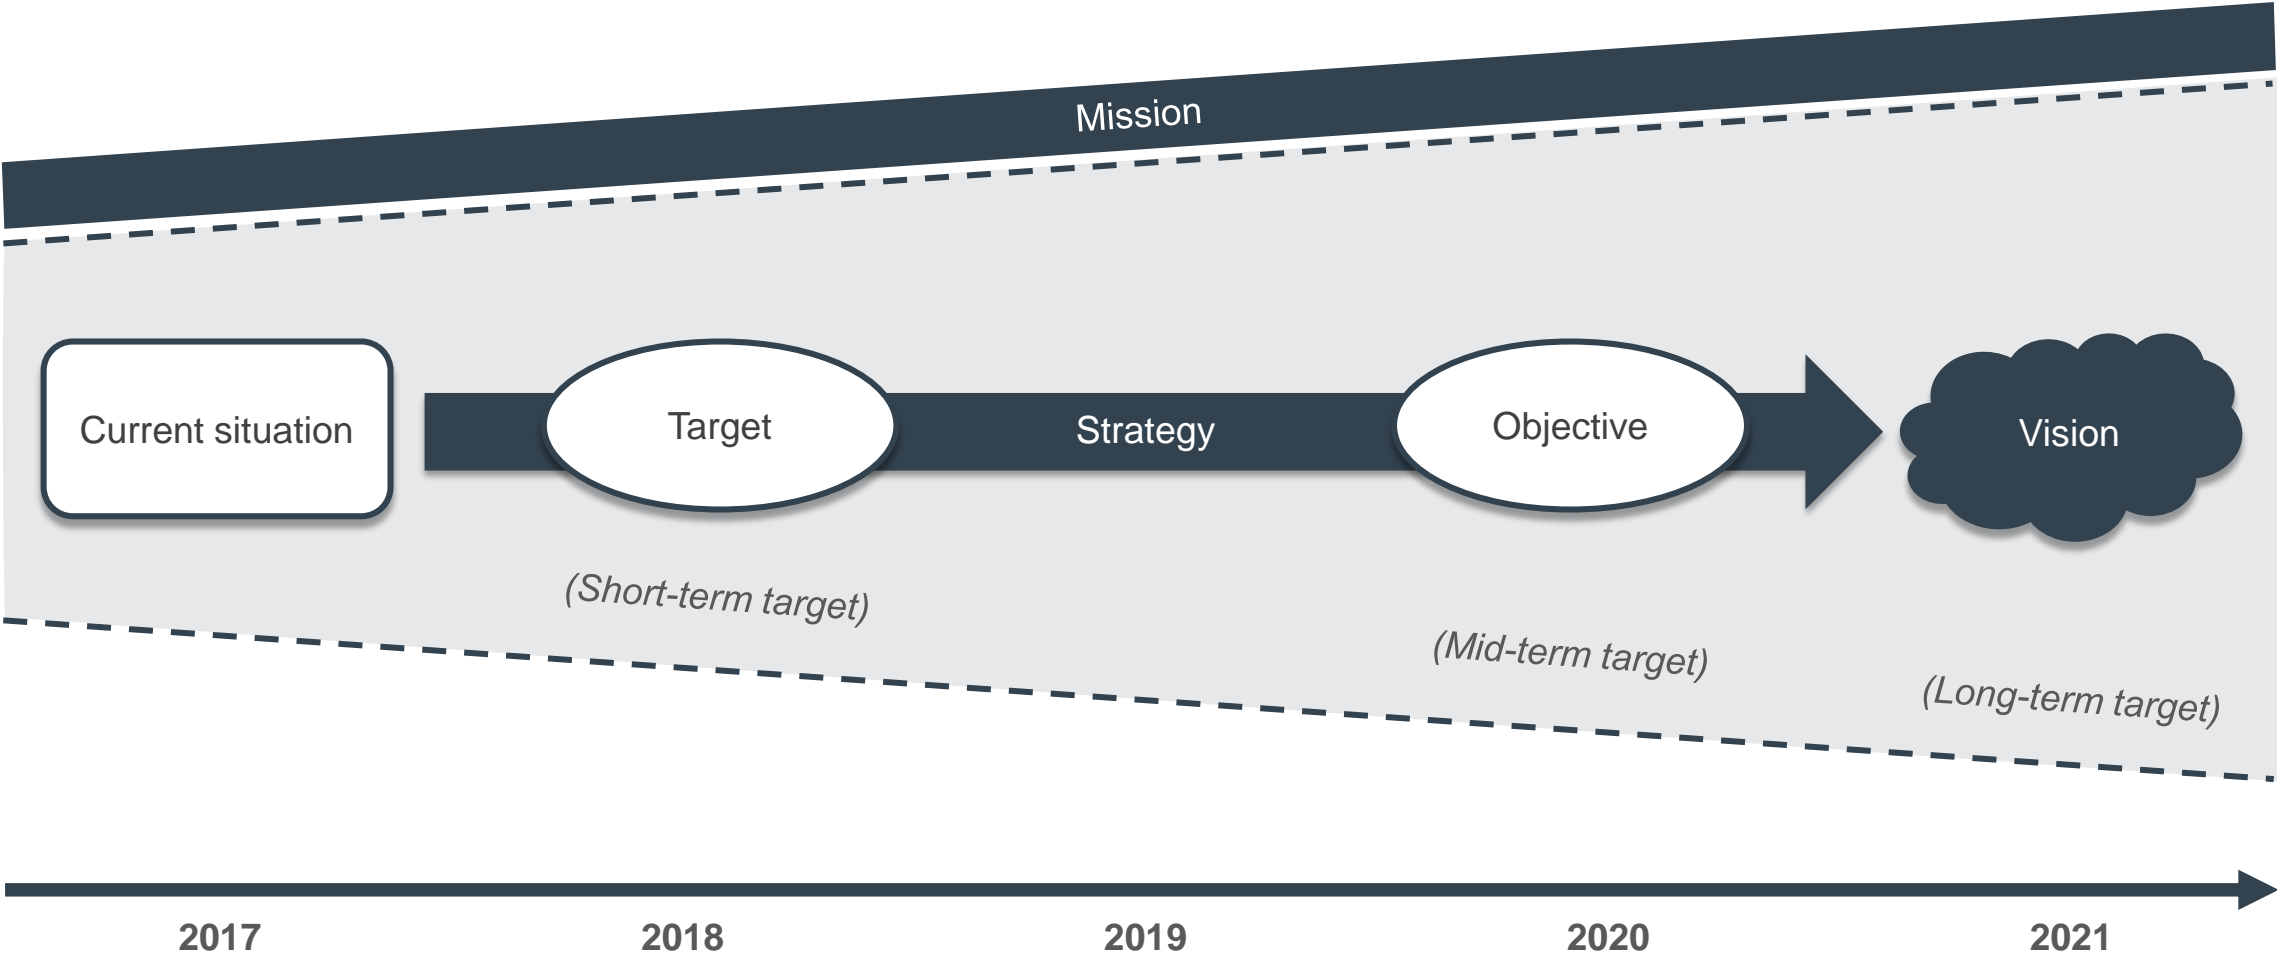 Mission
Current situation
Target
Strategy
Objective
Vision
(Short-term target)
(Mid-term target)
(Long-term target)
2017
2018
2019
2020
2021